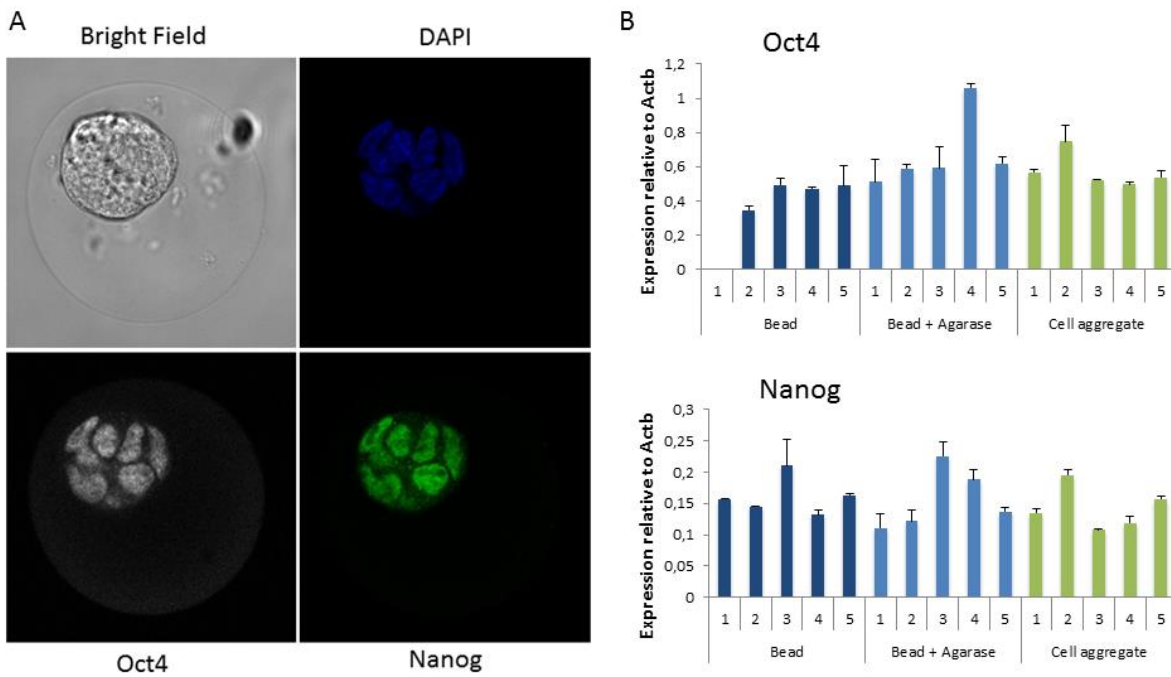 A
Bright Field
DAPI
Oct4
Nanog
B
Oct4
Expression relative to Actb
1,2
1
0,8
0,6
0,4
0,2
0
1 2 3 4 5 1 2 3 4 5 1 2 3 4 5
Bead Bead + Agarase Cell aggregate
Nanog
Expression relative to Actb
0,3
0,25
0,2
0,15
0,1
0,05
0
1 2 3 4 5 1 2 3 4 5 1 2 3 4 5
Bead Bead + Agarase Cell aggregate